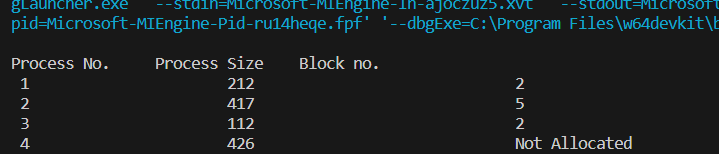 gLauncher.exe' '--stdin=Microsoft-MIEngine-In-ajoczuz5.xvt' '--stdout=Microsoft
pid=Microsoft-MIEngine-Pid-ru14heqe.fpf' '--dbgExe=C:\Program Files\w64devkit\b
Process No. Process Size Block no.
1 212 2
2 417 5
3 112 2
4 426 Not Allocated